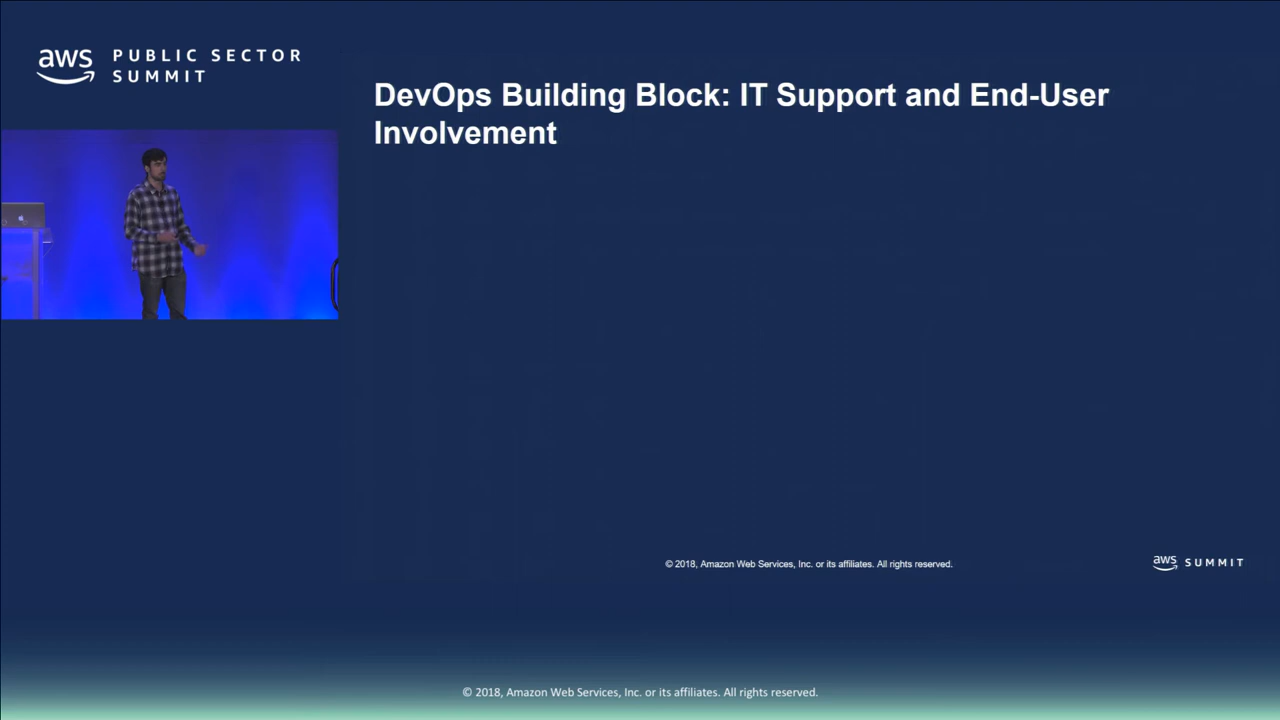 aws PUBLIC SECTOR
SUMMIT
DevOps Building Block: IT Support and End-User
Involvement
© 2018, Amazon Web Services, Inc. or its affiliates. All rights reserved.
aws SUMMIT
© 2018, Amazon Web Services, Inc. or its affiliates. All rights reserved.